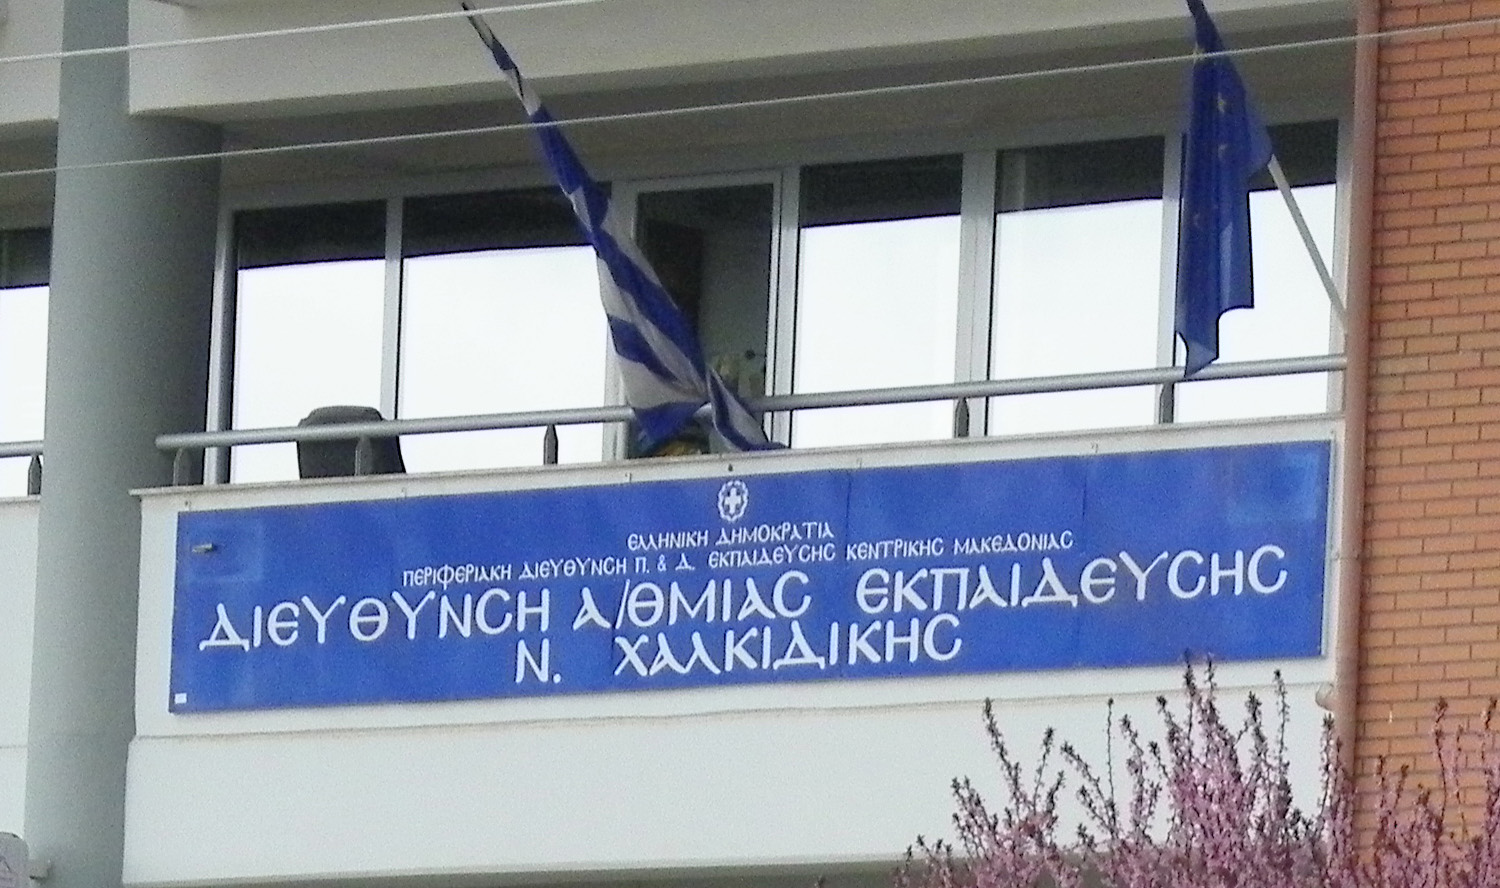 ΕΛΛΗΝΙΚΗ ΔΗΜΟΚΡΑΤΙΑ
ΠΕΡΙΦΕΡΙΑΚΗ ΔΙΕΥΘΥΝΣΗ Π. & Δ. ΕΚΠΑΙΔΕΥΣΗΣ ΚΕΝΤΡΙΚΗΣ ΜΑΚΕΔΟΝΙΑΣ
ΔΙΕΥΘΥΝΣΗ Α/ΘΜΙΑΣ ΕΚΠΑΙΔΕΥΣΗΣ
Ν. ΧΑΛΚΙΔΙΚΗΣ